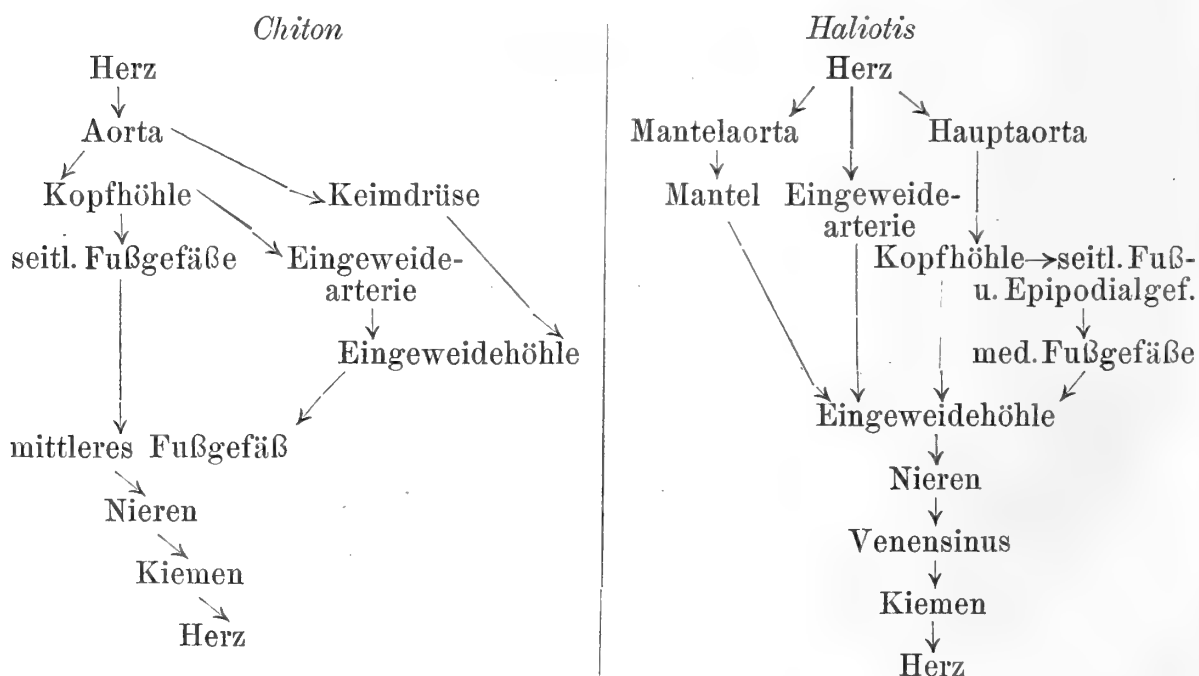 Chiton
Herz
Aorta
Kopfhöhle
Keimdrüse
seitl. Fußgefäße
Eingeweide-
arterie
Eingeweidehöhle
mittleres Fußgefäß
Nieren
Kiemen
Herz
Haliotis
Herz
Mantelaorta
Hauptaorta
Mantel
Eingeweide-
arterie
Kopfhöhle→seitl. Fuß-
u. Epipodialgef.
med. Fußgefäße
Eingeweidehöhle
Nieren
Venensinus
Kiemen
Herz